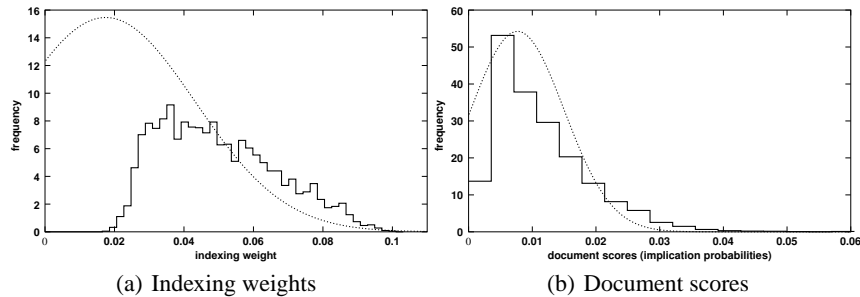 16
14
12
10
8
6
4
2
0
frequency
0 0.02 0.04 0.06 0.08 0.1
indexing weight
(a) Indexing weights
60
50
40
30
20
10
0
frequency
0 0.01 0.02 0.03 0.04 0.05 0.06
document scores (implication probabilities)
(b) Document scores